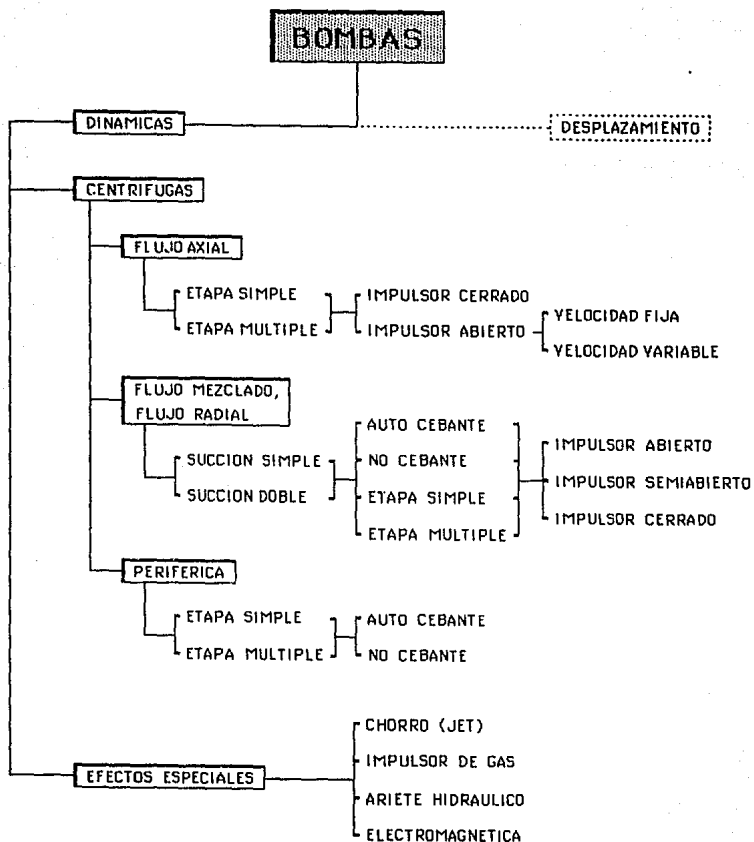 BOMBAS
DINAMICAS
DESPLAZAMIENTO
CENTRIFUGAS
FLUJO AXIAL
ETAPA SIMPLE
ETAPA MULTIPLE
IMPULSOR CERRADO
IMPULSOR ABIERTO
VELOCIDAD FIJA
VELOCIDAD VARIABLE
FLUJO MEZCLADO,
FLUJO RADIAL
SUCCION SIMPLE
SUCCION DOBLE
AUTO CEBANTE
NO CEBANTE
ETAPA SIMPLE
ETAPA MULTIPLE
IMPULSOR ABIERTO
IMPULSOR SEMIABIERTO
IMPULSOR CERRADO
PERIFERICA
ETAPA SIMPLE
ETAPA MULTIPLE
AUTO CEBANTE
NO CEBANTE
EFECTOS ESPECIALES
CHORRO (JET)
IMPULSOR DE GAS
ARIETE HIDRAULICO
ELECTROMAGNETICA